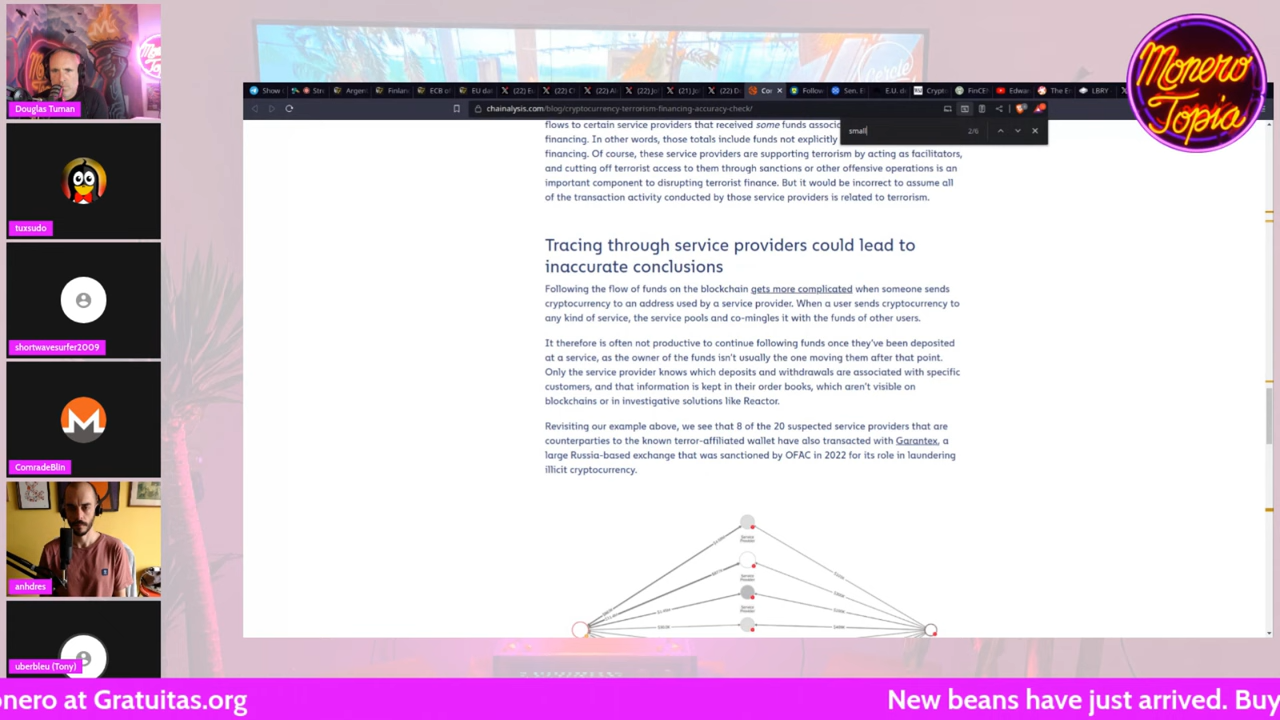 Douglas Tuman
tuxsudo
shortwavesurfer2009
ComradeBlin
anhdres
uberbleu (Tony)
Monero
Topia
chainalysis.com/blog/cryptocurrency-terrorism-financing-accuracy-check/
small
2/6
flows to certain service providers that received some funds
financing. In other words, those totals include funds not explicitly
financing. Of course, these service providers are supporting terrorism by acting as facilitators,
and cutting off terrorist access to them through sanctions or other offensive operations is an
important component to disrupting terrorist finance. But it would be incorrect to assume all
of the transaction activity conducted by those service providers is related to terrorism.
Tracing through service providers could lead to
inaccurate conclusions
Following the flow of funds on the blockchain gets more complicated when someone sends
cryptocurrency to an address used by a service provider. When a user sends cryptocurrency to
any kind of service, the service pools and co-mingles it with the funds of other users.
It therefore is often not productive to continue following funds once they've been deposited
at a service, as the owner of the funds isn't usually the one moving them after that point.
Only the service provider knows which deposits and withdrawals are associated with specific
customers, and that information is kept in their order books, which aren't visible on
blockchains or in investigative solutions like Reactor.
Revisiting our example above, we see that 8 of the 20 suspected service providers that are
counterparties to the known terror-affiliated wallet have also transacted with Garantex, a
large Russia-based exchange that was sanctioned by OFAC in 2022 for its role in laundering
illicit cryptocurrency.
Service
Provider
Service
Provider
Service
Provider
onero at Gratuitas.org
New beans have just arrived. Buy